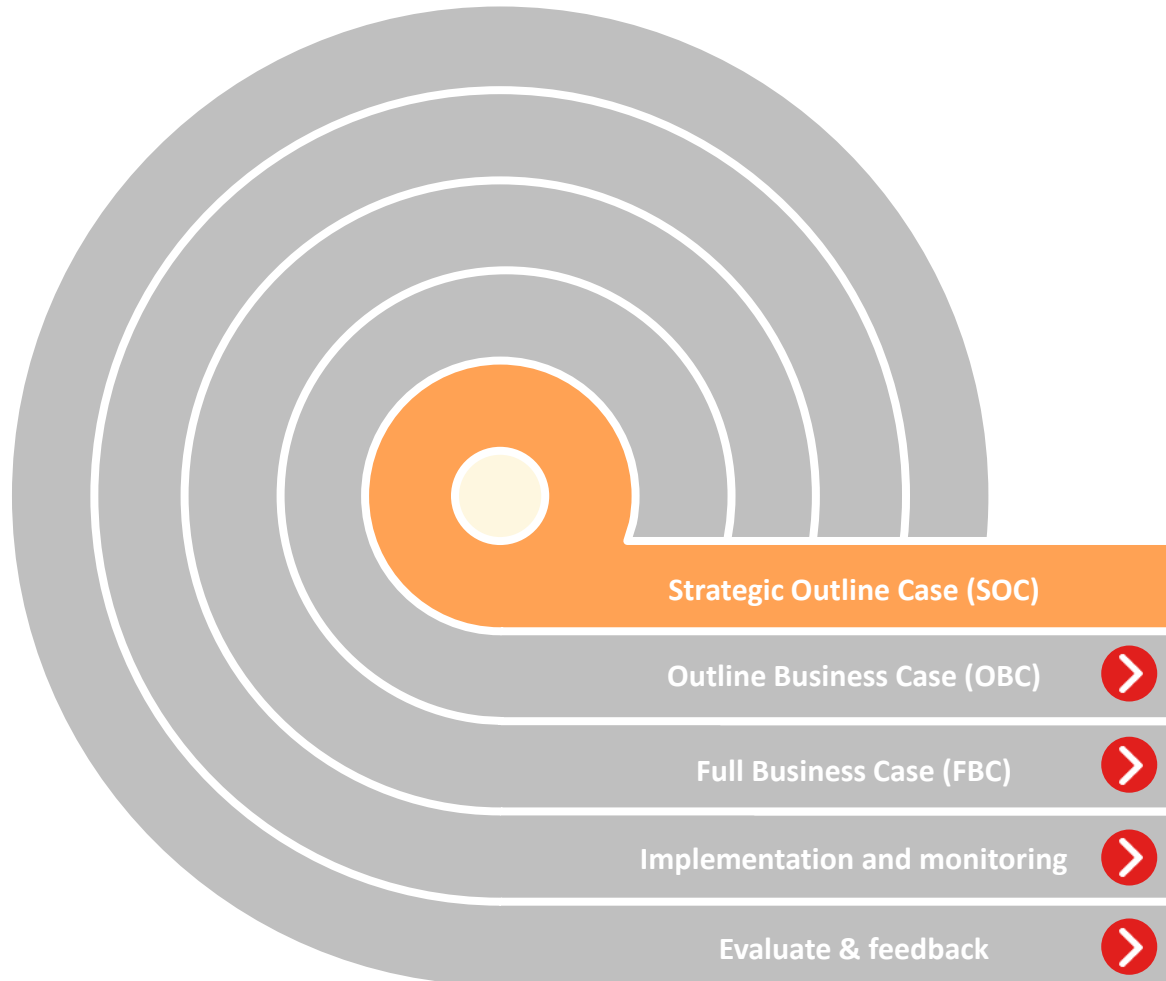 Strategic Outline Case (SOC)
Outline Business Case (OBC)
Full Business Case (FBC)
Implementation and monitoring
Evaluate & feedback